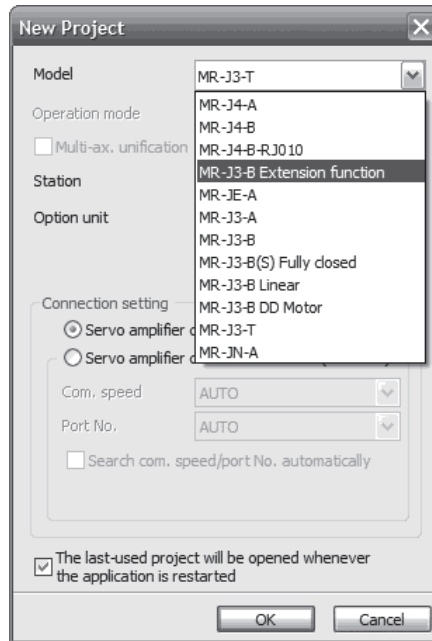 New Project
Model
MR-J3-T
MR-J4-A
Operation mode
MR-J4-B
Multi-ax. unification
MR-J4-B-RJ010
MR-J3-B Extension function
Station
MR-JE-A
Option unit
MR-J3-A
MR-J3-B
MR-J3-B(S) Fully closed
MR-J3-B Linear
MR-J3-B DD Motor
MR-J3-T
MR-JN-A
Connection setting
Servo amplifier
Servo amplifier
Com. speed
AUTO
Port No.
AUTO
Search com. speed/port No. automatically
The last-used project will be opened whenever
the application is restarted
OK
Cancel